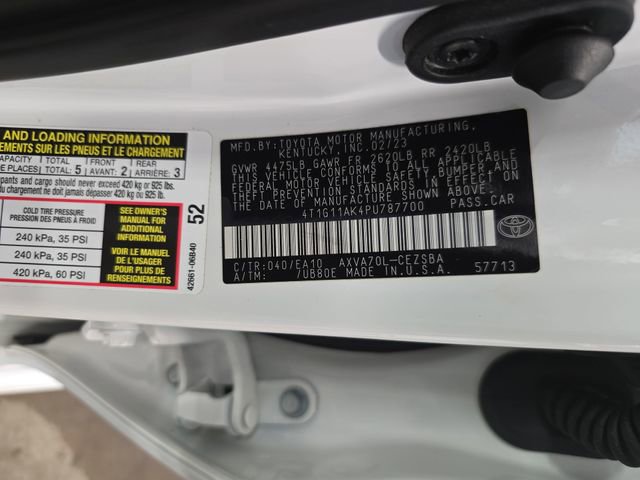 AND LOADING INFORMATION
EMENTS SUR LES PNEUS ET LE CHARGEMENT
CAPACITY TOTAL FRONT REAR
DE PLACES TOTAL 5 AVANT 2 ARRIÈRE 3
upants and cargo should never exceed 420 kg or 925 lbs.
du chargement ne doit jamais dépasser 420 kg ou 925 lb.
COLD TIRE PRESSURE
PRESSION DES PNEUS À FROID
240 kPa, 35 PSI
240 kPa, 35 PSI
420 kPa, 60 PSI
SEE OWNER'S
MANUAL FOR
ADDITIONAL
INFORMATION
VOIR LE MANUEL
DE L'USAGER
POUR PLUS DE
RENSEIGNEMENTS
52
42661-06B40
MFD.BY:TOYOTA MOTOR MANUFACTURING,
KENTUCKY, INC. 02/23
GVWR 4475LB GAWR FR 2620LB RR 2420LB
THIS VEHICLE CONFORMS TO ALL APPLICABLE
FEDERAL MOTOR VEHICLE SAFETY, BUMPER, AND
THEFT PREVENTION STANDARDS IN EFFECT ON
THE DATE OF MANUFACTURE SHOWN ABOVE.
4T1G11AK4PU787700 PASS.CAR
C/TR:040/EA10 AXVA70L-CEZSBA
A/TM: 7UB80E MADE IN U.S.A. 57713
TOYOTA